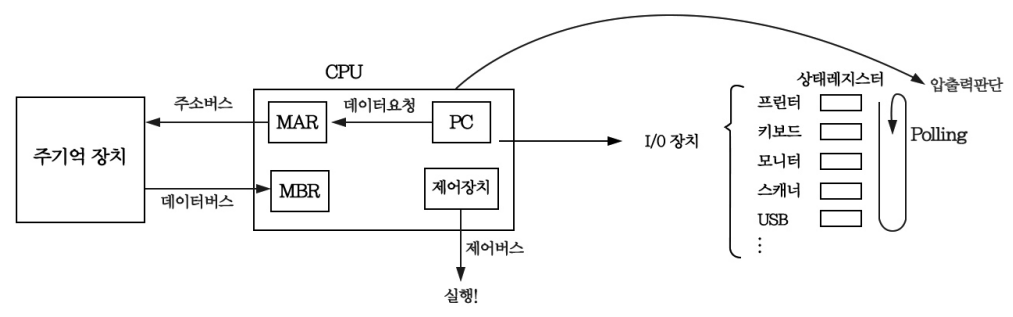 CPU
주소버스
데이터요청
MAR
PC
주기억 장치
MBR
제어장치
데이터버스
제어버스
실행!
I/0 장치
상태레지스터
압출력판단
프린터
키보드
Polling
모니터
스캐너
USB
⋮